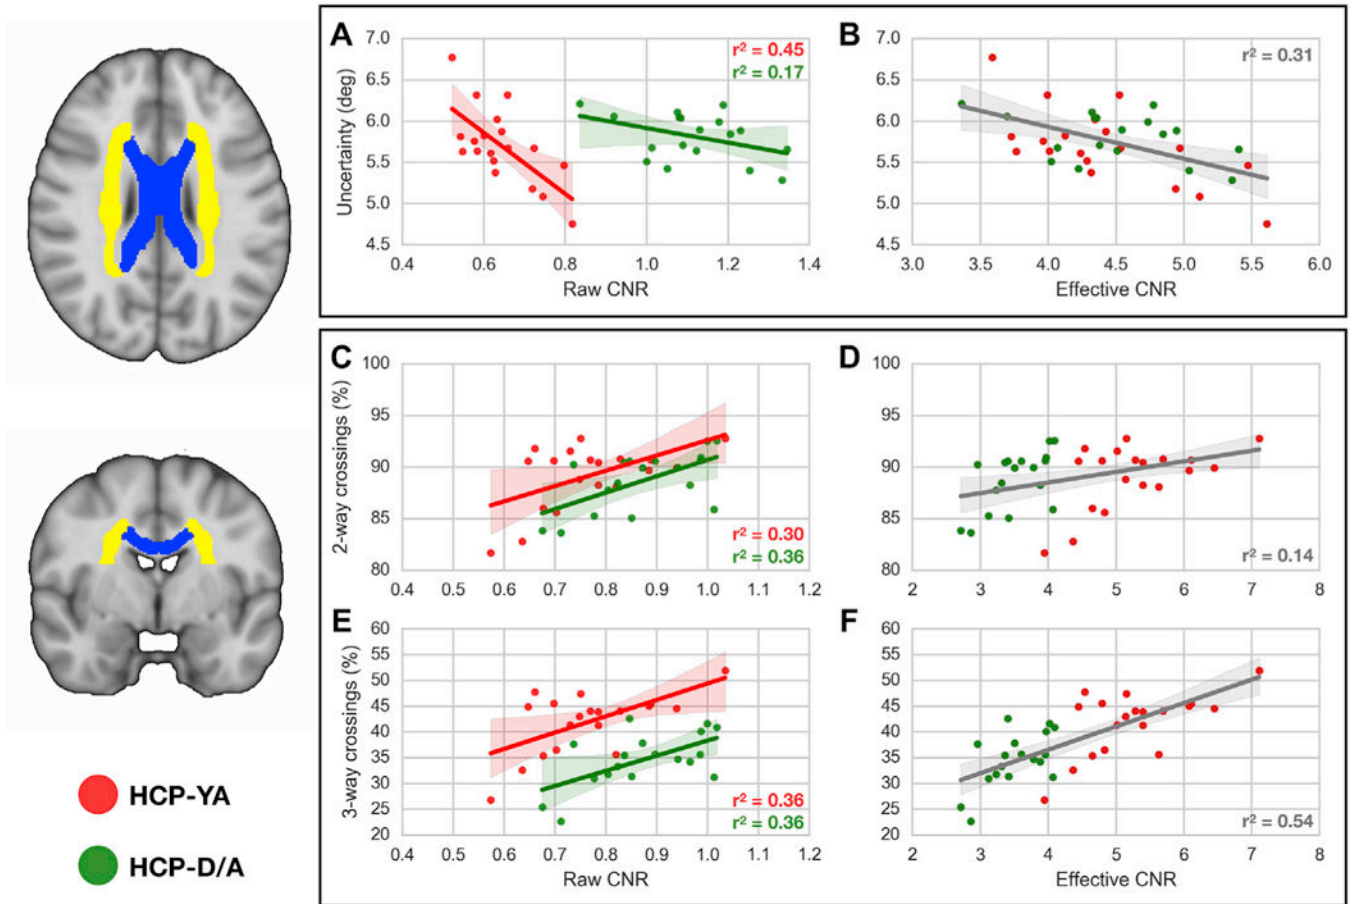 A
7.0
6.5
6.0
5.5
5.0
4.5
Uncertainty (deg)
r² = 0.45
r² = 0.17
0.4 0.6 0.8 1.0 1.2 1.4
Raw CNR
B
7.0
6.5
6.0
5.5
5.0
4.5
r² = 0.31
3.0 3.5 4.0 4.5 5.0 5.5 6.0
Effective CNR
C
100
95
90
85
80
2-way crossings (%)
r² = 0.30
r² = 0.36
0.4 0.5 0.6 0.7 0.8 0.9 1.0 1.1 1.2
D
100
95
90
85
80
r² = 0.14
2 3 4 5 6 7 8
E
60
55
50
45
40
35
30
25
20
3-way crossings (%)
r² = 0.36
r² = 0.36
0.4 0.5 0.6 0.7 0.8 0.9 1.0 1.1 1.2
Raw CNR
F
60
55
50
45
40
35
30
25
20
r² = 0.54
2 3 4 5 6 7 8
Effective CNR
HCP-YA
HCP-D/A